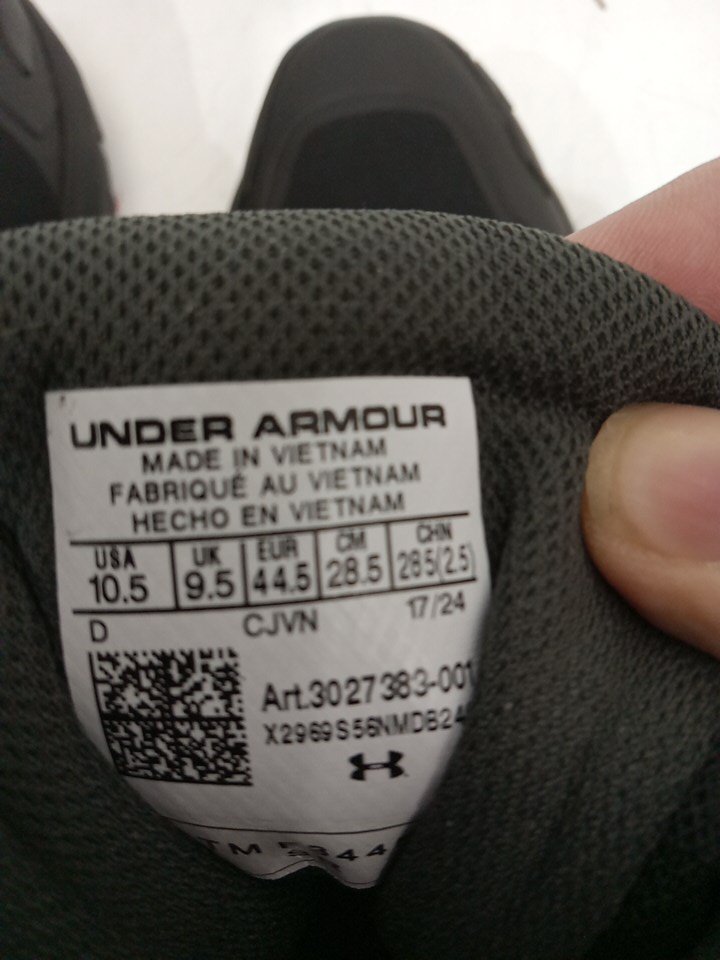 UNDER ARMOUR
MADE IN VIETNAM
FABRIQUÉ AU VIETNAM
HECHO EN VIETNAM
USA UK EUR CM CHN
10.5 9.5 44.5 28.5 285(2.5)
D CJVN 17/24
Art.3027383-001
X2969S56NMDB24